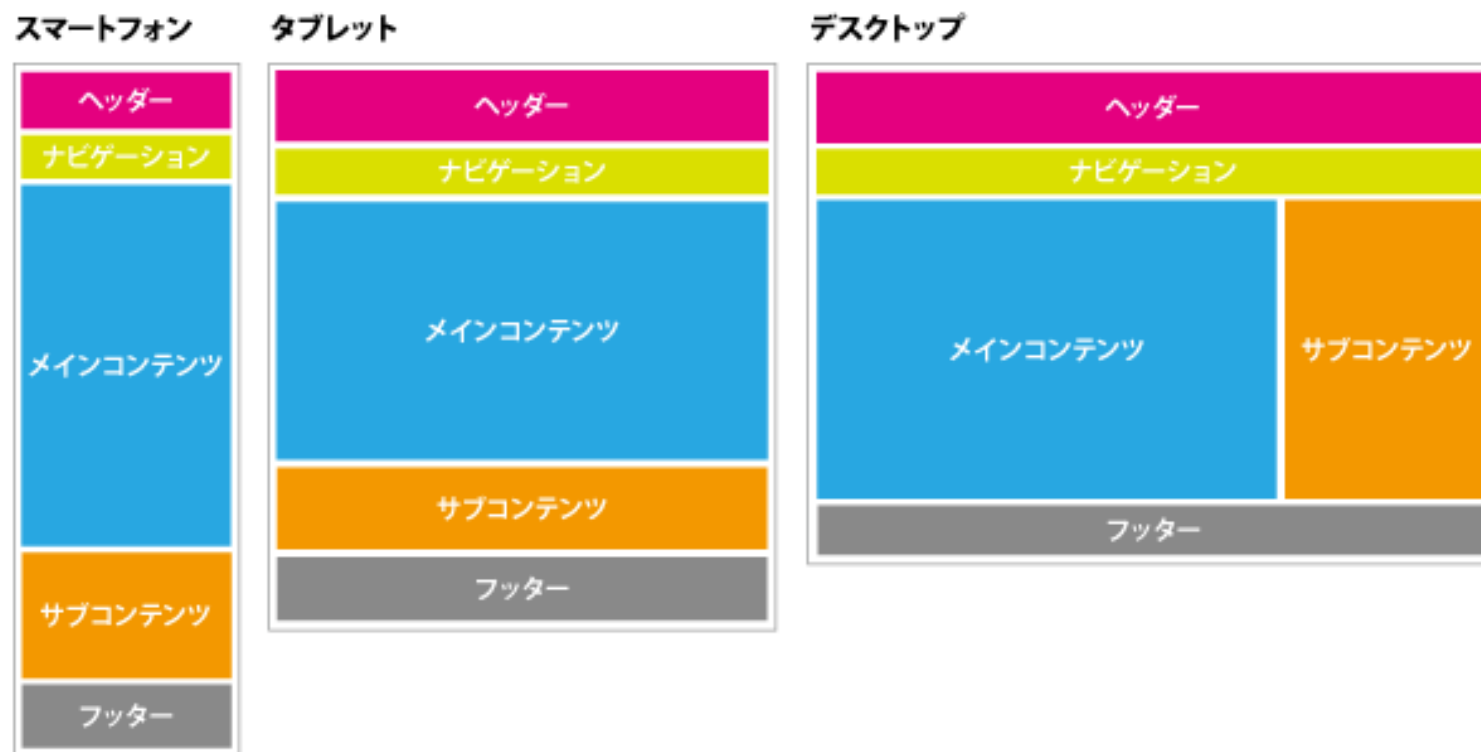 スマートフォン
ヘッダー
ナビゲーション
メインコンテンツ
サブコンテンツ
フッター
タブレット
ヘッダー
ナビゲーション
メインコンテンツ
サブコンテンツ
フッター
デスクトップ
ヘッダー
ナビゲーション
メインコンテンツ
サブコンテンツ
フッター